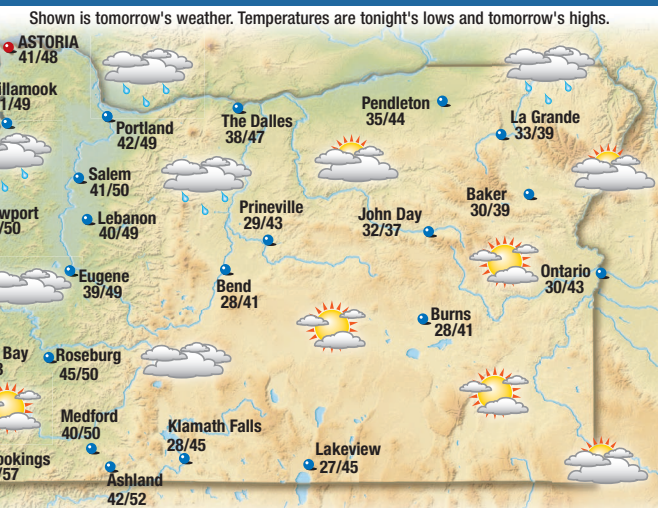 Shown is tomorrow's weather. Temperatures are tonight's lows and tomorrow's highs.
ASTORIA
41/48
illamook
1/49
Portland
42/49
The Dalles
38/47
Pendleton
35/44
La Grande
33/39
Salem
41/50
Baker
30/39
wport
/50
Lebanon
40/49
Prineville
29/43
John Day
32/37
Eugene
39/49
Bend
28/41
Ontario
30/43
Burns
28/41
Bay
Roseburg
45/50
Medford
40/50
Klamath Falls
28/45
Lakeview
27/45
ookings
/57
Ashland
42/52